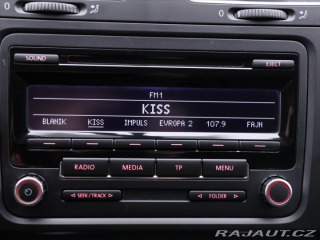 SOUND
EJECT
FM1
KISS
BLANIK KISS IMPULS EVROPA 2 107.9 FAJN
RADIO MEDIA TP MENU
SEEK / TRACK FOLDER
RAJAUT.CZ